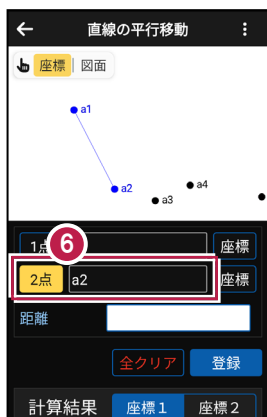 直線の平行移動
座標 図面
a1
a2
a3
a4
1点 座標
6
2点 a2 座標
距離
全クリア 登録
計算結果 座標1 座標2